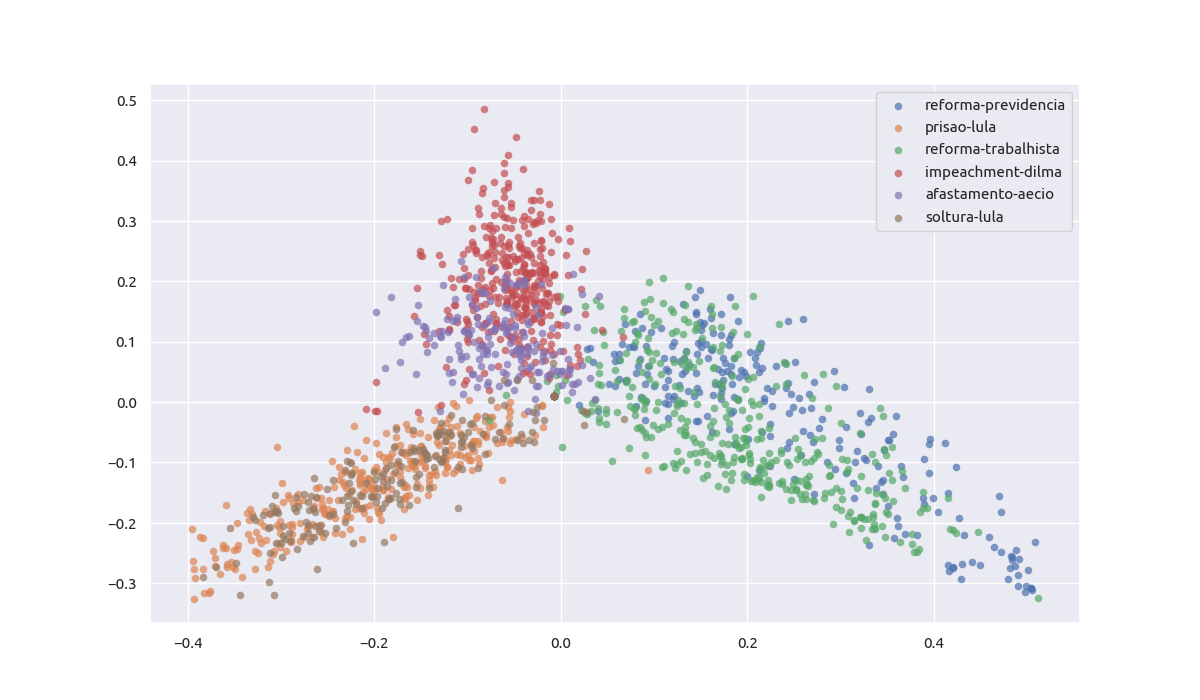 0.5
0.4
0.3
0.2
0.1
0.0
−0.1
−0.2
−0.3
−0.4
−0.2
0.0
0.2
0.4
reforma-previdencia
prisao-lula
reforma-trabalhista
impeachment-dilma
afastamento-aecio
soltura-lula